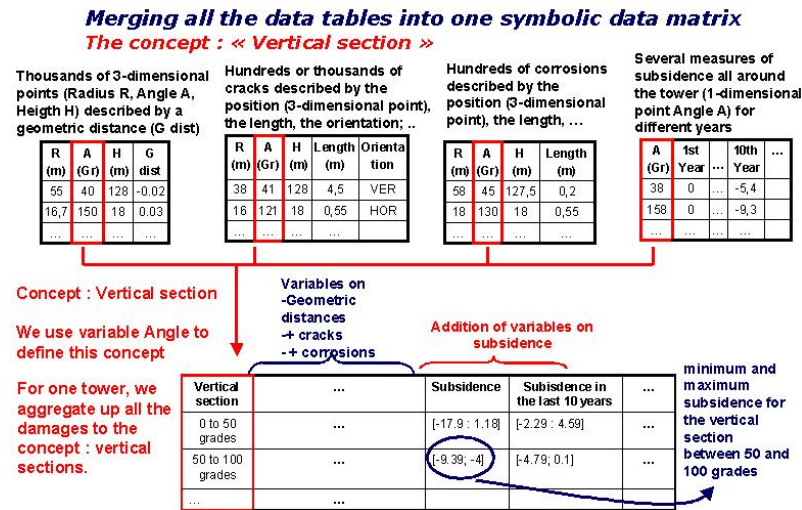 Merging all the data tables into one symbolic data matrix
The concept : « Vertical section »
Thousands of 3-dimensional
points (Radius R, Angle A,
Heigth H) described by a
geometric distance (G dist)
R A H G
(m) (Gr) (m) dist
55 40 128 -0.02
16,7 150 18 0.03
... ... ... ...
Hundreds or thousands of
cracks described by the
position (3-dimensional point),
the length, the orientation; ..
R A H Length Orienta
(m) (Gr) (m) (m) tion
38 41 128 4,5 VER
16 121 18 0,55 HOR
... ... ... ...
Hundreds of corrosions
described by the
position (3-dimensional
point), the length, ...
R A H Length
(m) (Gr) (m) (m)
58 45 127,5 0,2
18 130 18 0,55
... ... ... ...
Several measures of
subsidence all around
the tower (1-dimensional
point Angle A) for
different years
A 1st ... 10th ...
(Gr) Year Year
38 0 ... -5,4
158 0 ... -9,3
... ... ... ...
Concept : Vertical section
We use variable Angle to
define this concept
For one tower, we
aggregate up all the
damages to the
concept : vertical
sections.
Variables on
-Geometric
distances
-+ cracks
-+ corrosions
Addition of variables on
subsidence
Vertical ... Subsidence Subisdence in ...
section the last 10 years
0 to 50 ... [-17.9 : 1.18] [-2.29 : 4.59]
grades
50 to 100 ... [-9.39; -4] [-4.79; 0.1]
grades
... ...
minimum and
maximum
subsidence for
the vertical
section
between 50 and
100 grades